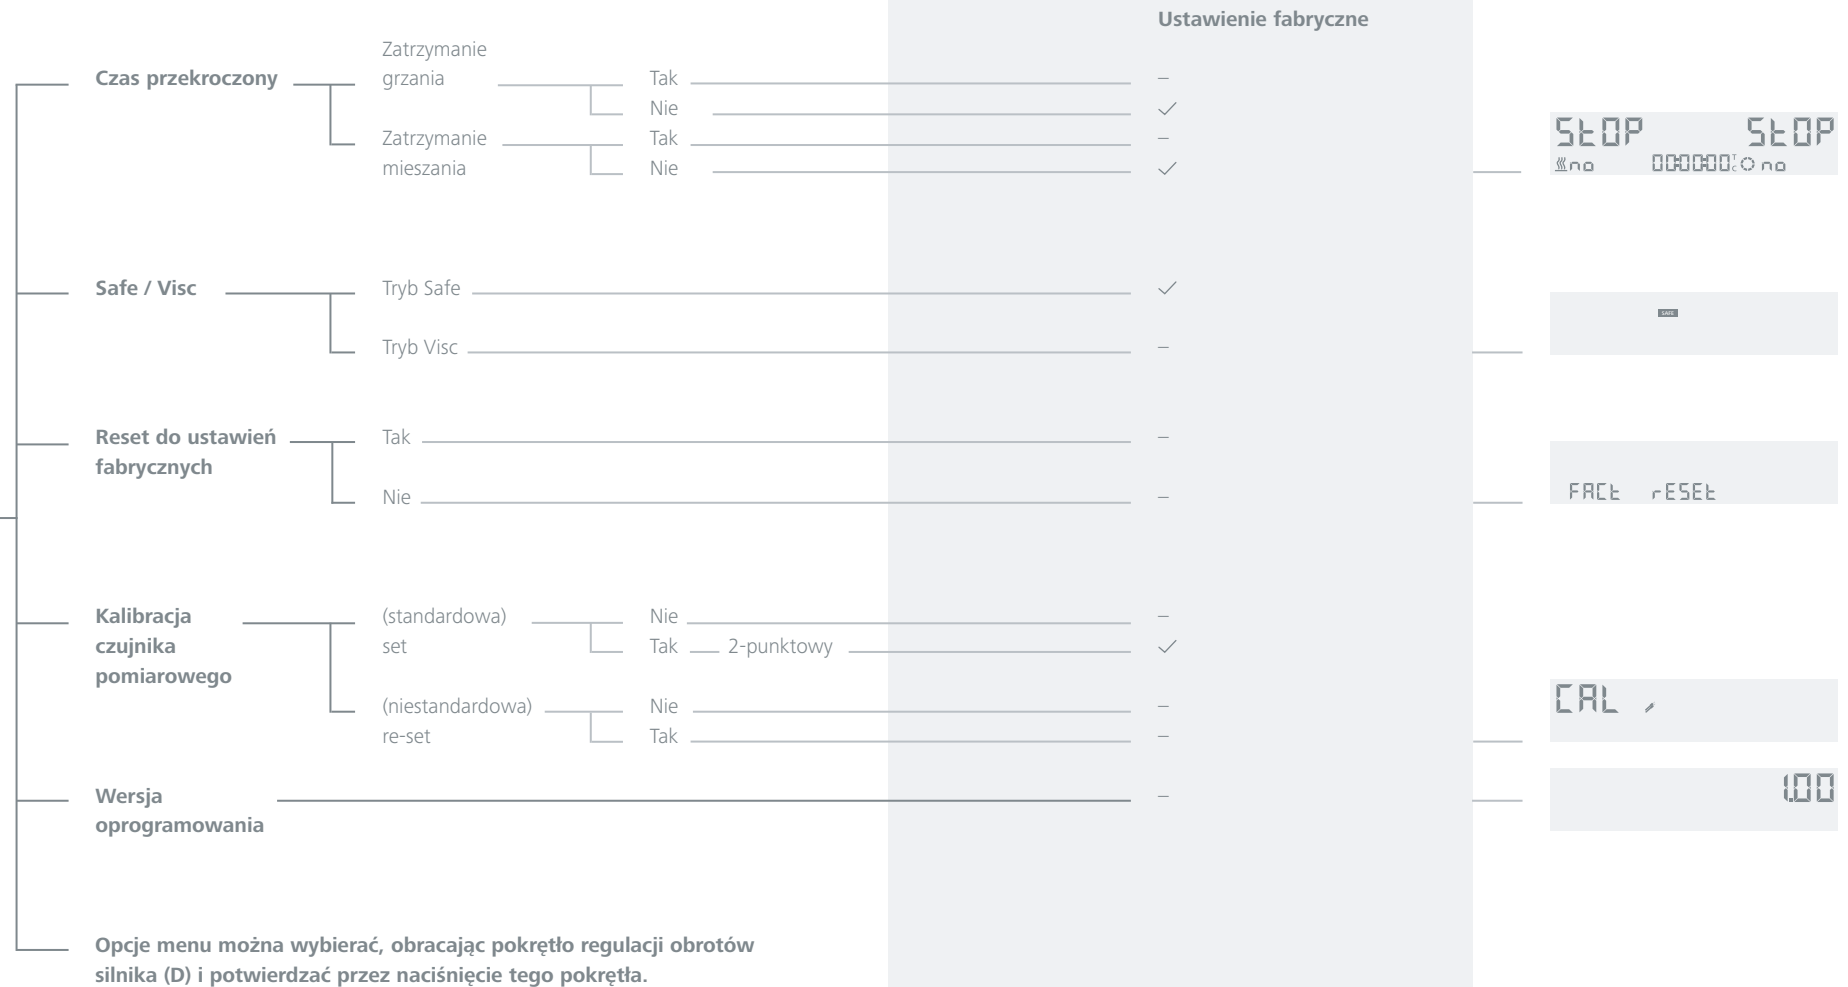 Ustawienie fabryczne
Zatrzymanie
Czas przekroczony grzania Tak –
Nie ✓
Zatrzymanie Tak –
mieszania Nie ✓
StOP StOP
no 00:00:00 no
Safe / Visc Tryb Safe ✓
SAFE
Tryb Visc –
Reset do ustawień Tak –
fabrycznych
Nie –
FACt rESEt
Kalibracja (standardowa) Nie –
czujnika set Tak 2-punktowy ✓
pomiarowego
(niestandardowa) Nie –
re-set Tak –
CAL
Wersja –
oprogramowania
1.00
Opcje menu można wybierać, obracając pokrętło regulacji obrotów
silnika (D) i potwierdzać przez naciśnięcie tego pokrętła.